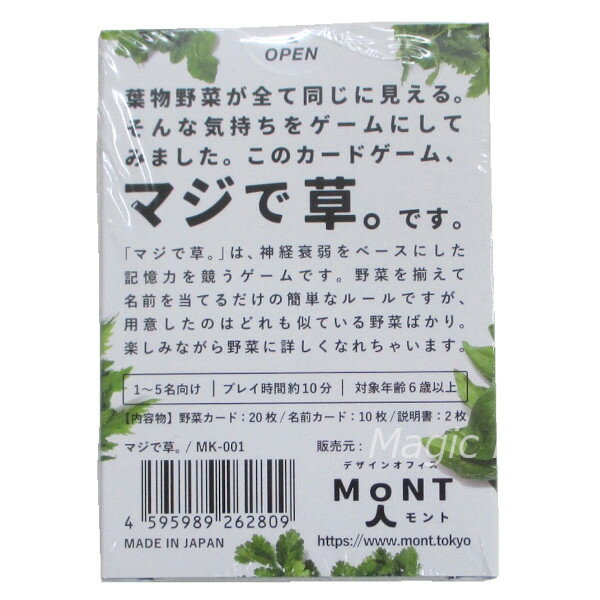 OPEN
葉物野菜が全て同じに見える。
そんな気持ちをゲームにして
みました。このカードゲーム、
マジで草。です。
「マジで草。」は、神経衰弱をベースにした
記憶力を競うゲームです。野菜を揃えて
名前を当てるだけの簡単なルールですが、
用意したのはどれも似ている野菜ばかり。
楽しみながら野菜に詳しくなれちゃいます。
1〜5名向け | プレイ時間約10分 | 対象年齢6歳以上
【内容物】野菜カード：20枚/名前カード：10枚/説明書：2枚
マジで草。/ MK-001
販売元：
Magic
デザインオフィス
MoNT
モント
4 595989 262809
MADE IN JAPAN
https://www.mont.tokyo